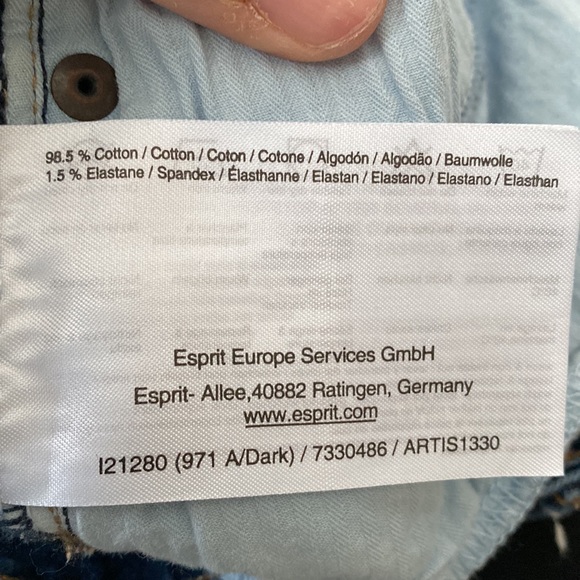 98.5 % Cotton / Cotton / Coton / Cotone / Algodón / Algodão / Baumwolle
1.5 % Elastane / Spandex / Élasthanne / Elastan / Elastano / Elastano / Elasthan
Esprit Europe Services GmbH
Esprit- Allee,40882 Ratingen, Germany
www.esprit.com
I21280 (971 A/Dark) / 7330486 / ARTIS1330